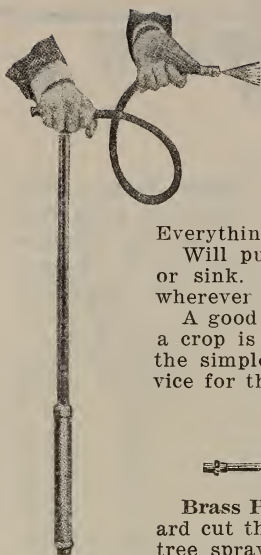 Everythin
Will pu
or sink.
wherever
A good
a crop is
the simple
vice for th
Brass H
ard cut th
tree spray